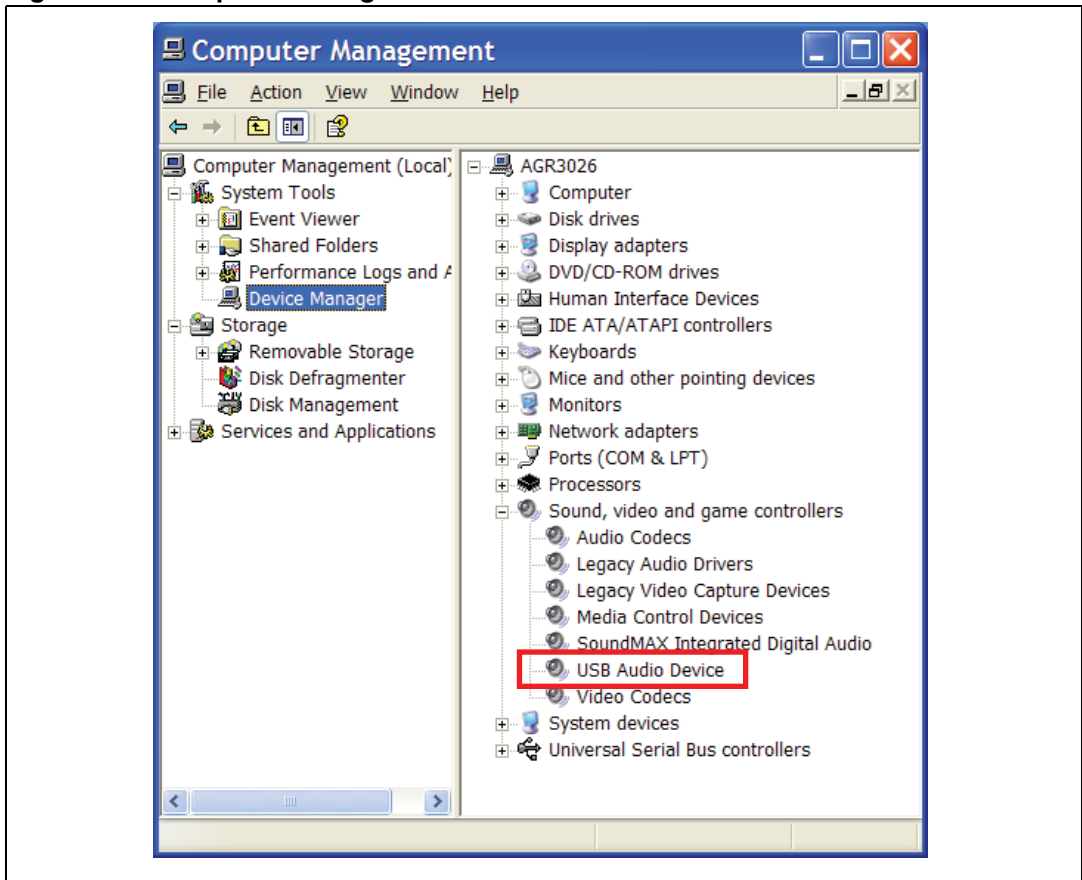 Computer Management
File Action View Window Help
Computer Management (Local)
System Tools
Event Viewer
Shared Folders
Performance Logs and A
Device Manager
Storage
Removable Storage
Disk Defragmenter
Disk Management
Services and Applications
AGR3026
Computer
Disk drives
Display adapters
DVD/CD-ROM drives
Human Interface Devices
IDE ATA/ATAPI controllers
Keyboards
Mice and other pointing devices
Monitors
Network adapters
Ports (COM & LPT)
Processors
Sound, video and game controllers
Audio Codecs
Legacy Audio Drivers
Legacy Video Capture Devices
Media Control Devices
SoundMAX Integrated Digital Audio
USB Audio Device
Video Codecs
System devices
Universal Serial Bus controllers